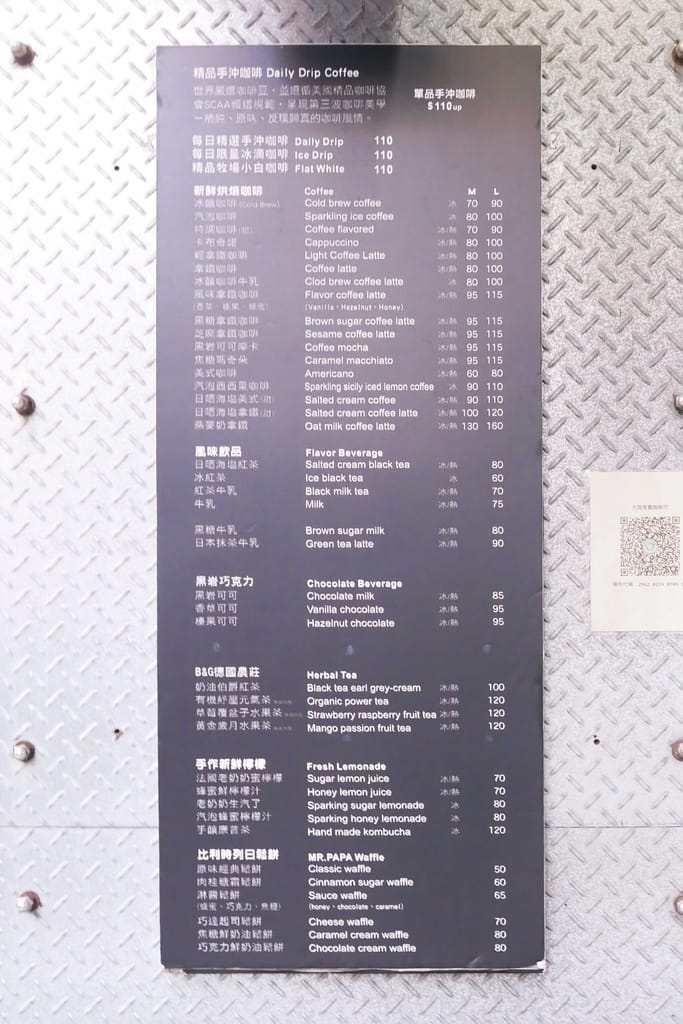 精品手沖咖啡 Daily Drip Coffee
世界嚴選咖啡豆，並遵循美國精品咖啡協
會SCAA頻譜規範，呈現第三波咖啡美學
一精純、原味、反璞歸真的咖啡風情。
單品手沖咖啡
$110up
每日精選手沖咖啡 Daily Drip 110
每日限量冰滴咖啡 Ice Drip 110
精品牧場小白咖啡 Flat White 110
新鮮烘焙咖啡 Coffee M L
冰釀咖啡(Cold Brew) Cold brew coffee 冰 70 90
汽泡咖啡 Sparkling ice coffee 冰 80 100
特調咖啡(甜) Coffee flavored 冰/熱 70 90
卡布奇諾 Cappuccino 冰/熱 80 100
輕拿鐵咖啡 Light Coffee Latte 冰/熱 80 100
拿鐵咖啡 Coffee latte 冰/熱 80 100
冰釀咖啡牛乳 Clod brew coffee latte 冰 80 100
風味拿鐵咖啡 Flavor coffee latte 冰/熱 95 115
(香草、榛果、蜂蜜) (Vanilla、Hazelnut、Honey)
黑糖拿鐵咖啡 Brown sugar coffee latte 冰/熱 95 115
芝麻拿鐵咖啡 Sesame coffee latte 冰/熱 95 115
黑岩可可摩卡 Coffee mocha 冰/熱 95 115
焦糖瑪奇朵 Caramel macchiato 冰/熱 95 115
美式咖啡 Americano 冰/熱 60 80
汽泡西西里咖啡 Sparkling sicily iced lemon coffee 冰 90 110
日晒海塩美式(甜) Salted cream coffee 冰/熱 90 110
日晒海塩拿鐵(甜) Salted cream coffee latte 冰/熱 100 120
燕麥奶拿鐵 Oat milk coffee latte 冰/熱 130 160
風味飲品 Flavor Beverage
日晒海塩紅茶 Salted cream black tea 冰/熱 80
冰紅茶 Ice black tea 冰 60
紅茶牛乳 Black milk tea 冰/熱 70
牛乳 Milk 冰/熱 75
黑糖牛乳 Brown sugar milk 冰/熱 80
日本抹茶牛乳 Green tea latte 冰/熱 90
黑岩巧克力 Chocolate Beverage
黑岩可可 Chocolate milk 冰/熱 85
香草可可 Vanilla chocolate 冰/熱 95
榛果可可 Hazelnut chocolate 冰/熱 95
B&G德國農莊 Herbal Tea
奶油伯爵紅茶 Black tea earl grey-cream 冰/熱 100
有機紓壓元氣茶 Organic power tea 冰/熱 120
草莓覆盆子水果茶 Strawberry raspberry fruit tea 冰/熱 120
黃金歲月水果茶 Mango passion fruit tea 冰/熱 120
手作新鮮檸檬 Fresh Lemonade
法國老奶奶蜜檸檬 Sugar lemon juice 冰/熱 70
蜂蜜鮮檸檬汁 Honey lemon juice 冰/熱 70
老奶奶生汽了 Sparking sugar lemonade 冰 80
汽泡蜂蜜檸檬汁 Sparking honey lemonade 冰 80
手釀康普茶 Hand made kombucha 冰 120
比利時列日鬆餅 MR.PAPA Waffle
原味經典鬆餅 Classic waffle 50
肉桂糖霜鬆餅 Cinnamon sugar waffle 60
淋醬鬆餅 Sauce waffle 65
(蜂蜜、巧克力、焦糖) (honey、chocolate、caramel)
巧達起司鬆餅 Cheese waffle 70
焦糖鮮奶油鬆餅 Caramel cream waffle 80
巧克力鮮奶油鬆餅 Chocolate cream waffle 80